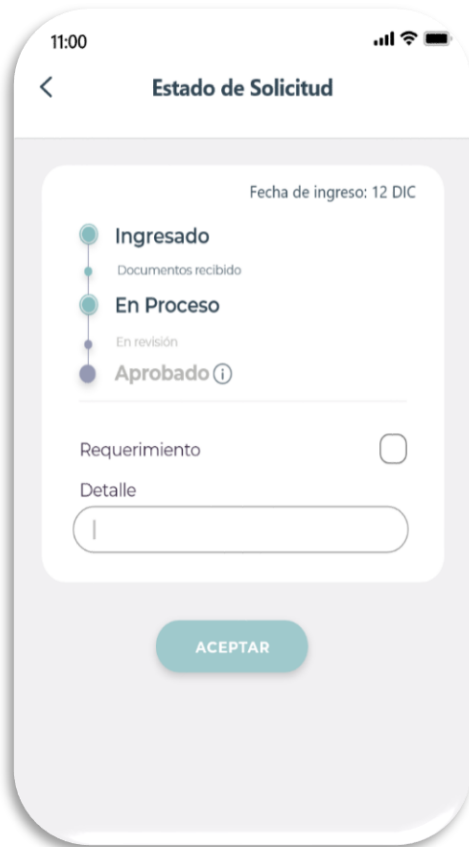 11:00
Estado de Solicitud
Fecha de ingreso: 12 DIC
Ingresado
Documentos recibido
En Proceso
En revisión
Aprobado
Requerimiento
Detalle
ACEPTAR